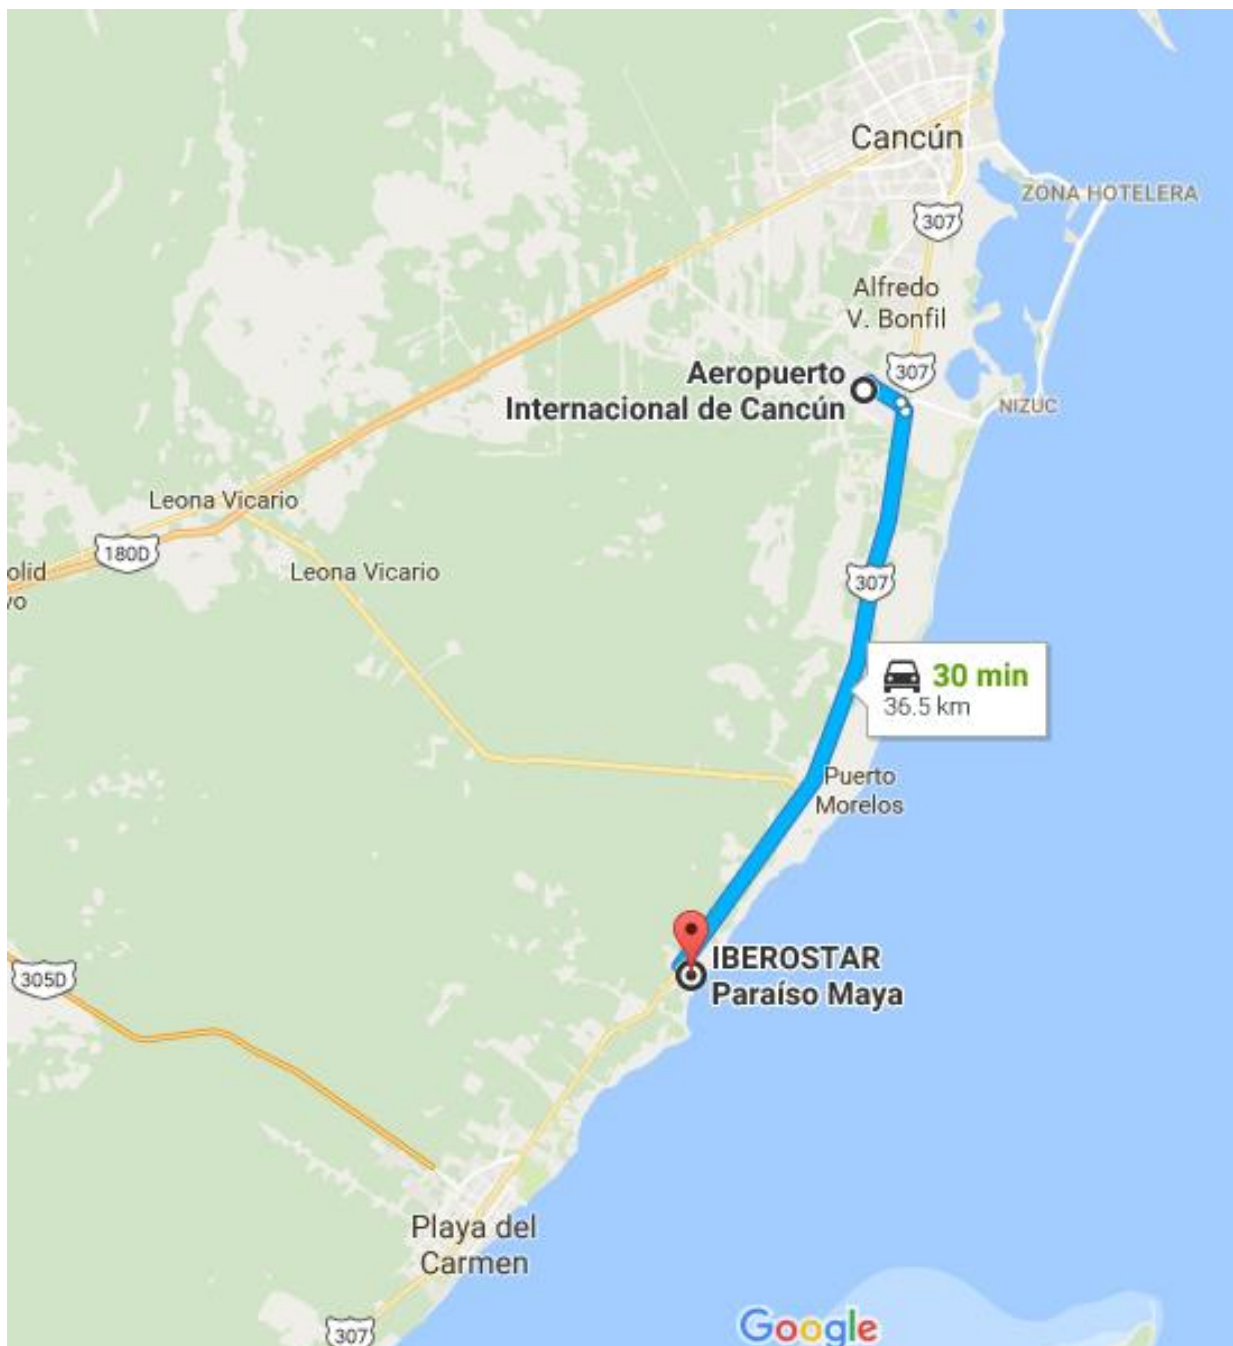 Cancún
ZONA HOTELERA
307
Alfredo
V. Bonfil
307
Aeropuerto
Internacional de Cancún
NIZUC
Leona Vicario
180D
Leona Vicario
olid
307
30 min
36.5 km
Puerto
Morelos
IBEROSTAR
Paraíso Maya
305D
Playa del
Carmen
307
Google